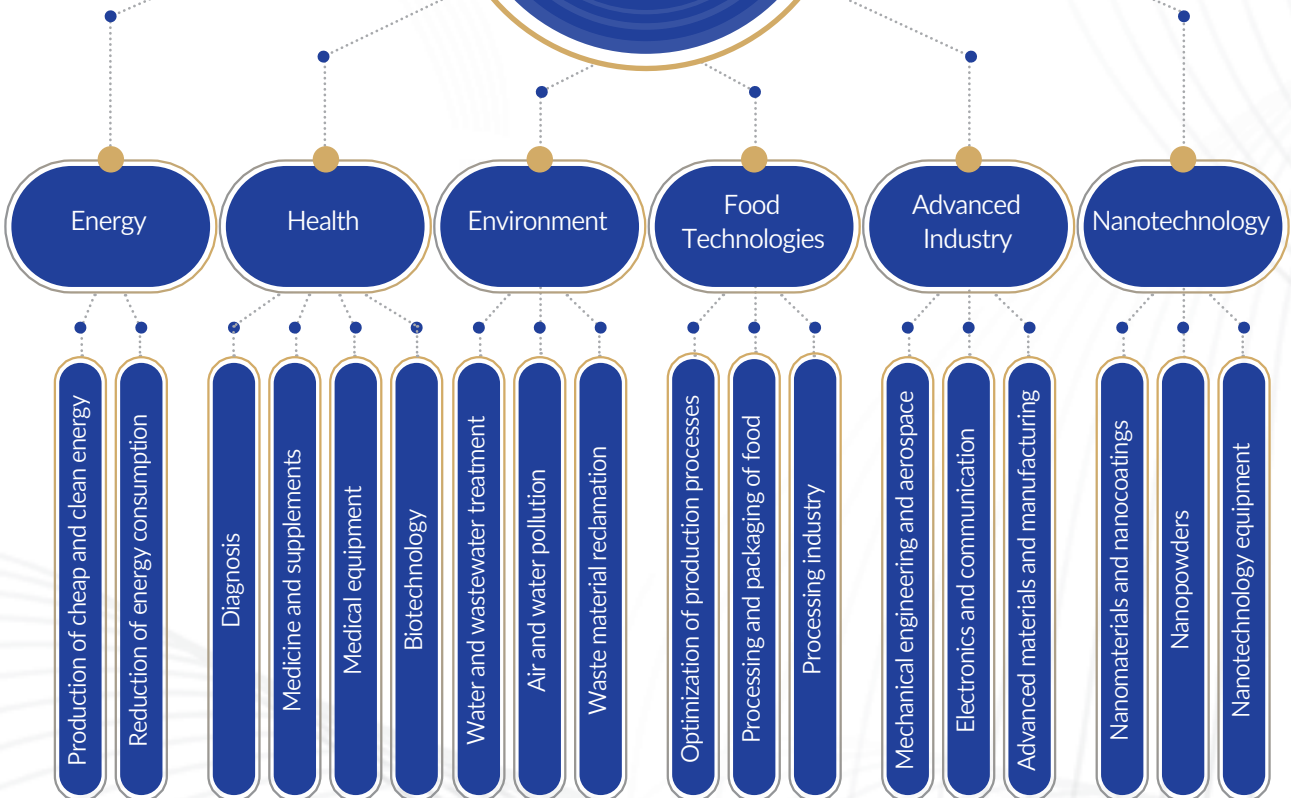 Energy
Health
Environment
Food
Technologies
Advanced
Industry
Nanotechnology
Production of cheap and clean energy
Reduction of energy consumption
Diagnosis
Medicine and supplements
Medical equipment
Biotechnology
Water and wastewater treatment
Air and water pollution
Waste material reclamation
Optimization of production processes
Processing and packaging of food
Processing industry
Mechanical engineering and aerospace
Electronics and communication
Advanced materials and manufacturing
Nanomaterials and nanocoatings
Nanopowders
Nanotechnology equipment